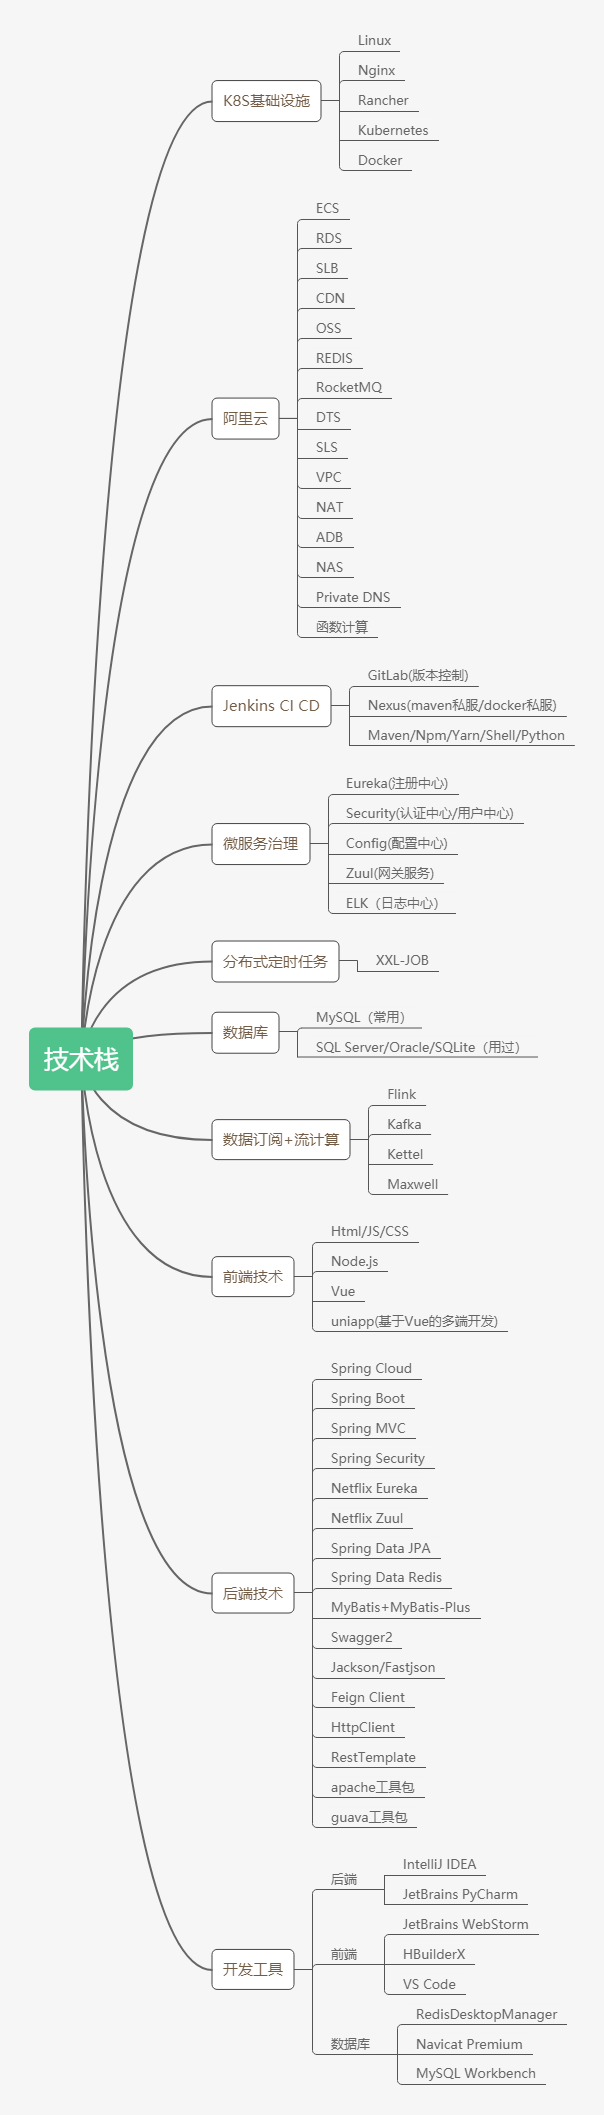 技术栈
K8S基础设施
Linux
Nginx
Rancher
Kubernetes
Docker
阿里云
ECS
RDS
SLB
CDN
OSS
REDIS
RocketMQ
DTS
SLS
VPC
NAT
ADB
NAS
Private DNS
函数计算
Jenkins CI CD
GitLab(版本控制)
Nexus(maven私服/docker私服)
Maven/Npm/Yarn/Shell/Python
微服务治理
Eureka(注册中心)
Security(认证中心/用户中心)
Config(配置中心)
Zuul(网关服务)
ELK（日志中心）
分布式定时任务
XXL-JOB
数据库
MySQL（常用）
SQL Server/Oracle/SQLite（用过）
数据订阅+流计算
Flink
Kafka
Kettel
Maxwell
前端技术
Html/JS/CSS
Node.js
Vue
uniapp(基于Vue的多端开发)
后端技术
Spring Cloud
Spring Boot
Spring MVC
Spring Security
Netflix Eureka
Netflix Zuul
Spring Data JPA
Spring Data Redis
MyBatis+MyBatis-Plus
Swagger2
Jackson/Fastjson
Feign Client
HttpClient
RestTemplate
apache工具包
guava工具包
开发工具
后端
IntelliJ IDEA
JetBrains PyCharm
前端
JetBrains WebStorm
HBuilderX
VS Code
数据库
RedisDesktopManager
Navicat Premium
MySQL Workbench